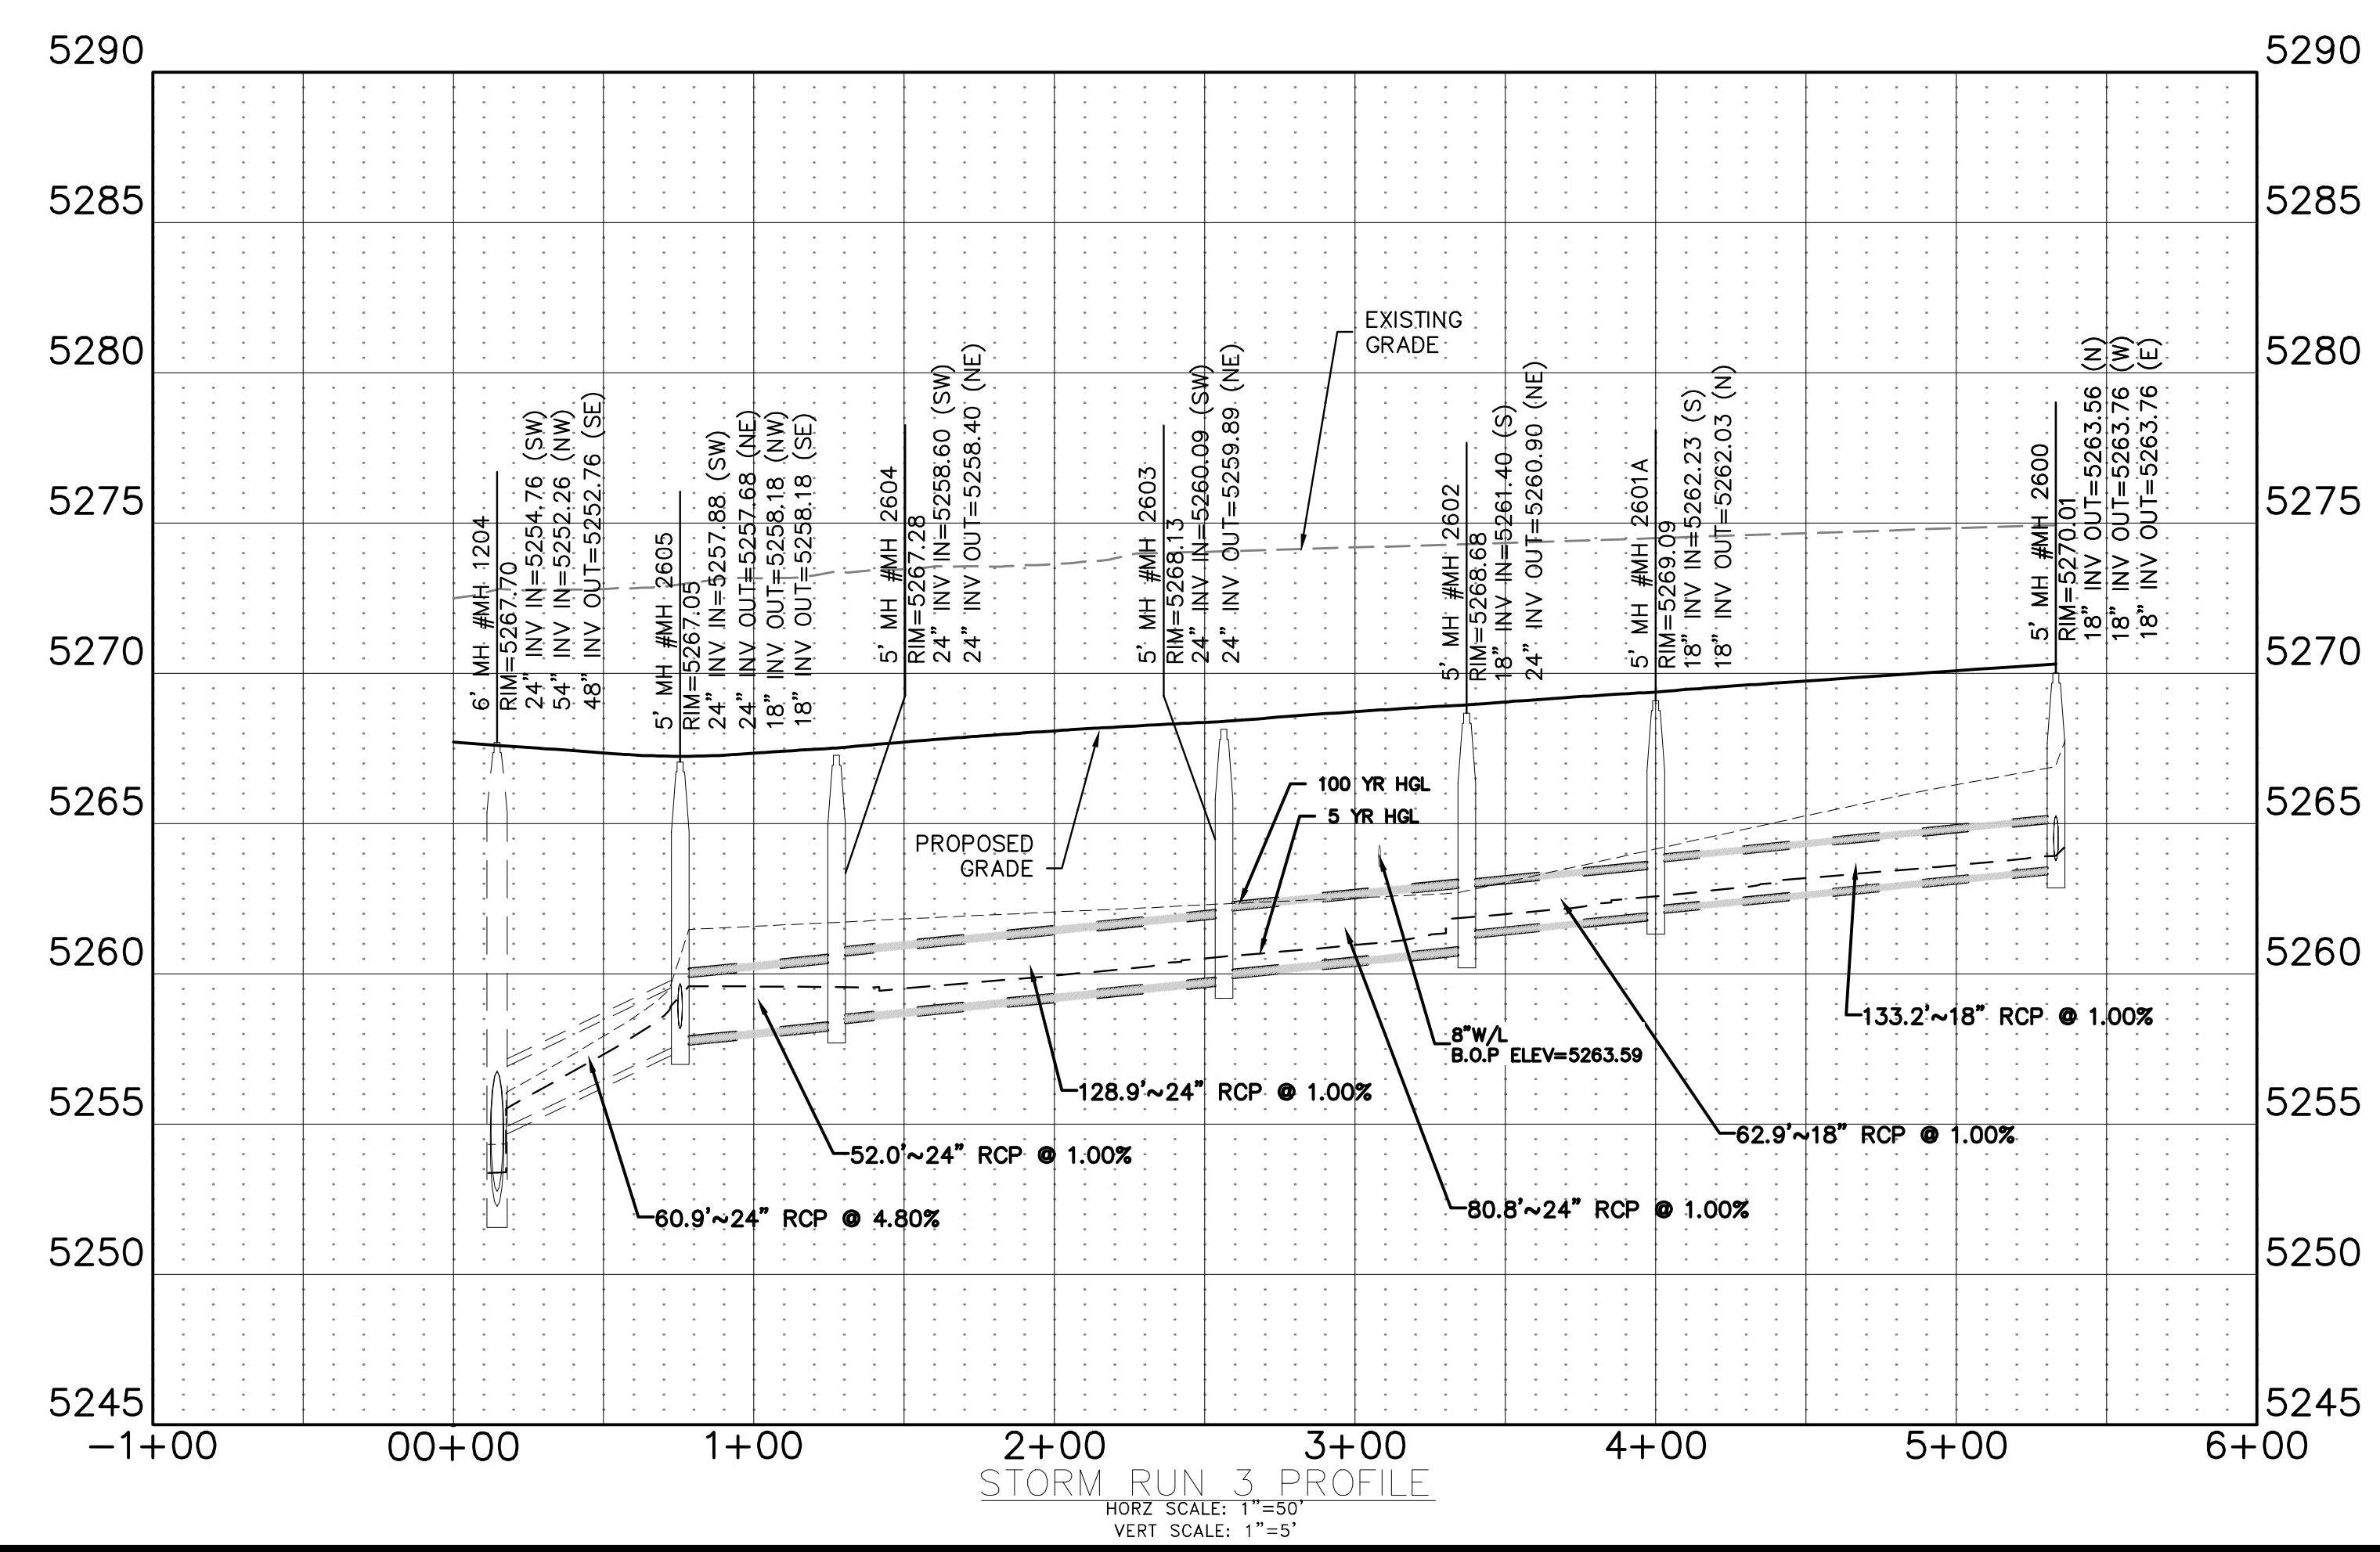 5290 5290
5285 5285
5280 5280
5275 5275
5270 5270
5265 5265
5260 5260
5255 5255
5250 5250
5245 5245
EXISTING
GRADE
6' MH #MH 1204
RIM=5267.70
24" INV IN=5254.76 (SW)
54" INV IN=5252.26 (NW)
48" INV OUT=5252.76 (SE)
5' MH #MH 2605
RIM=5267.05
24" INV IN=5257.88 (SW)
24" INV OUT=5257.68 (NE)
18" INV OUT=5258.18 (NW)
18" INV OUT=5258.18 (SE)
5' MH #MH 2604
RIM=5267.28
24" INV IN=5258.60 (SW)
24" INV OUT=5258.40 (NE)
5' MH #MH 2603
RIM=5268.13
24" INV IN=5260.09 (SW)
24" INV OUT=5259.89 (NE)
5' MH #MH 2602
RIM=5268.68
18" INV IN=5261.40 (S)
24" INV OUT=5260.90 (NE)
5' MH #MH 2601A
RIM=5269.09
18" INV IN=5262.23 (S)
18" INV OUT=5262.03 (N)
5' MH #MH 2600
RIM=5270.01
18" INV OUT=5263.56 (N)
18" INV OUT=5263.76 (W)
18" INV OUT=5263.76 (E)
100 YR HGL
5 YR HGL
PROPOSED
GRADE
133.2'~18" RCP @ 1.00%
8"W/L
B.O.P ELEV=5263.59
128.9'~24" RCP @ 1.00%
62.9'~18" RCP @ 1.00%
52.0'~24" RCP @ 1.00%
80.8'~24" RCP @ 1.00%
60.9'~24" RCP @ 4.80%
-1+00 00+00 1+00 2+00 3+00 4+00 5+00 6+00
STORM RUN 3 PROFILE
HORZ SCALE: 1"=50'
VERT SCALE: 1"=5'